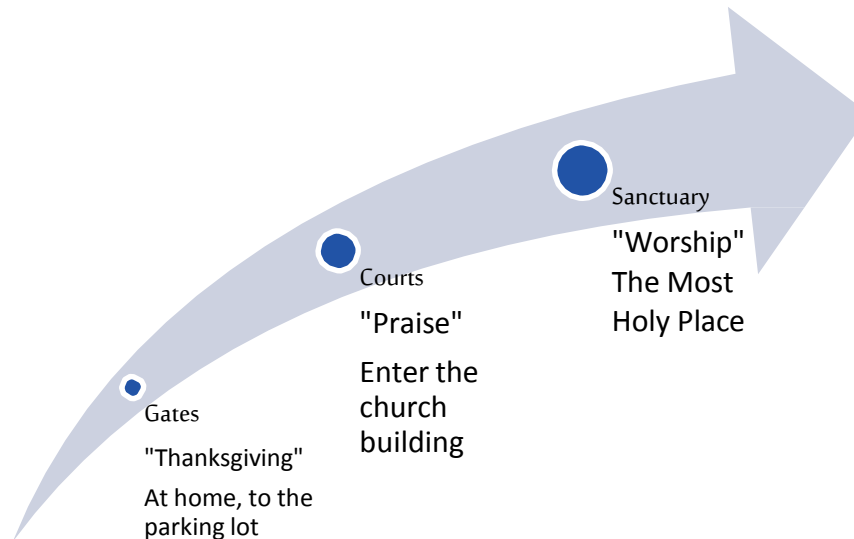 Gates
"Thanksgiving"
At home, to the
parking lot
Courts
"Praise"
Enter the
church
building
Sanctuary
"Worship"
The Most
Holy Place